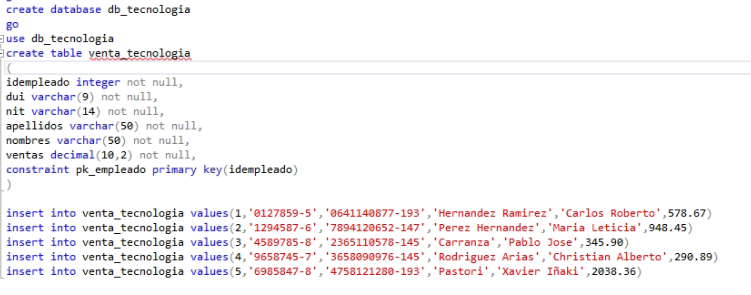 create database db_tecnologia
go
use db_tecnologia
create table venta_tecnologia
(
idempleado integer not null,
dui varchar(9) not null,
nit varchar(14) not null,
apellidos varchar(50) not null,
nombres varchar(50) not null,
ventas decimal(10,2) not null,
constraint pk_empleado primary key(idempleado)
)
insert into venta_tecnologia values(1,'0127859-5','0641140877-193','Hernandez Ramirez','Carlos Roberto',578.67)
insert into venta_tecnologia values(2,'1294587-6','7894120652-147','Perez Hernandez','Maria Leticia',948.45)
insert into venta_tecnologia values(3,'4589785-8','2365110578-145','Carranza','Pablo Jose',345.90)
insert into venta_tecnologia values(4,'9658745-7','3658090976-145','Rodriguez Arias','Christian Alberto',290.89)
insert into venta_tecnologia values(5,'6985847-8','4758121280-193','Pastori','Xavier Iñaki',2038.36)